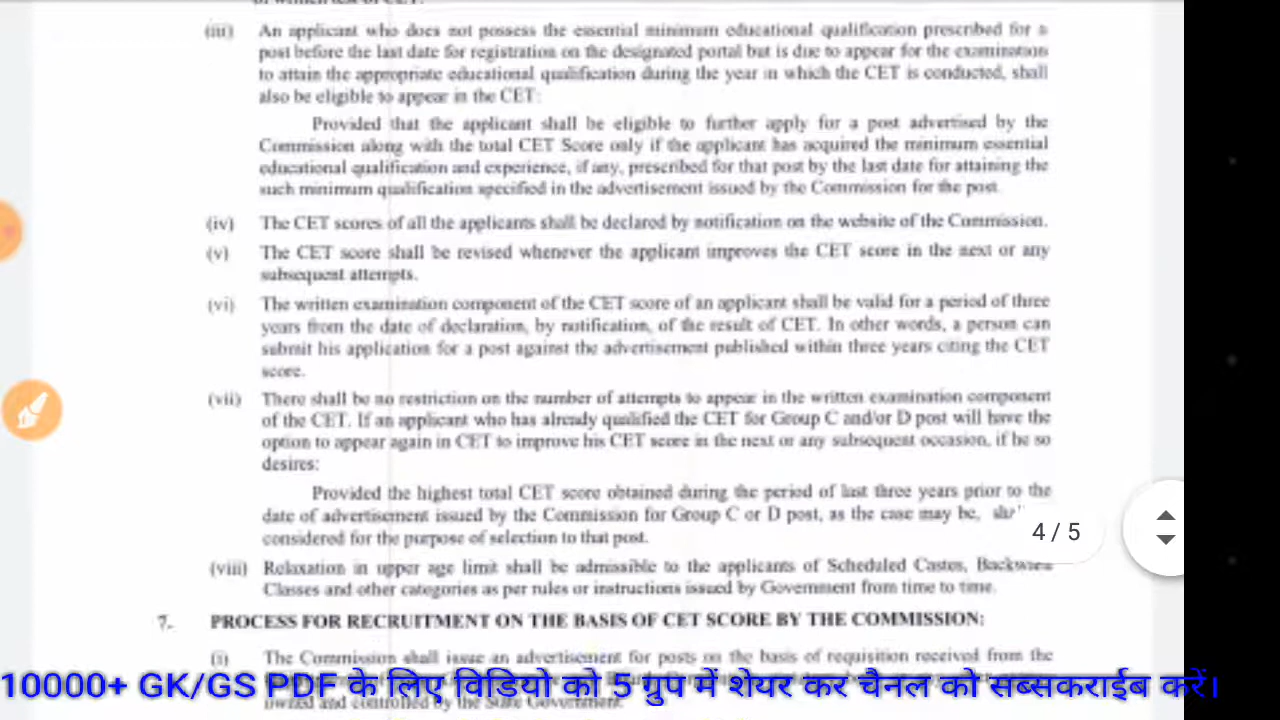 of written test of CET.
(iii) An applicant who does not possess the essential minimum educational qualification prescribed for a
post before the last date for registration on the designated portal but is due to appear for the examination
to attain the appropriate educational qualification during the year in which the CET is conducted, shall
also be eligible to appear in the CET:
Provided that the applicant shall be eligible to further apply for a post advertised by the
Commission along with the total CET Score only if the applicant has acquired the minimum essential
educational qualification and experience, if any, prescribed for that post by the last date for attaining the
such minimum qualification specified in the advertisement issued by the Commission for the post.
(iv) The CET scores of all the applicants shall be declared by notification on the website of the Commission.
(v) The CET score shall be revised whenever the applicant improves the CET score in the next or any
subsequent attempts.
(vi) The written examination component of the CET score of an applicant shall be valid for a period of three
years from the date of declaration, by notification, of the result of CET. In other words, a person can
submit his application for a post against the advertisement published within three years citing the CET
score.
(vii) There shall be no restriction on the number of attempts to appear in the written examination component
of the CET. If an applicant who has already qualified the CET for Group C and/or D post will have the
option to appear again in CET to improve his CET score in the next or any subsequent occasion, if he so
desires:
Provided the highest total CET score obtained during the period of last three years prior to the
date of advertisement issued by the Commission for Group C or D post, as the case may be,
considered for the purpose of selection to that post.
4 / 5
(viii) Relaxation in upper age limit shall be admissible to the applicants of Scheduled Castes, Backward
Classes and other categories as per rules or instructions issued by Government from time to time.
7. PROCESS FOR RECRUITMENT ON THE BASIS OF CET SCORE BY THE COMMISSION:
(i) The Commission shall issue an advertisement for posts on the basis of requisition received from the
10000+ GK/GS PDF के लिए विडियो को 5 ग्रुप में शेयर कर चैनल को सब्सकराईब करें।
owned and controlled by the State Government.